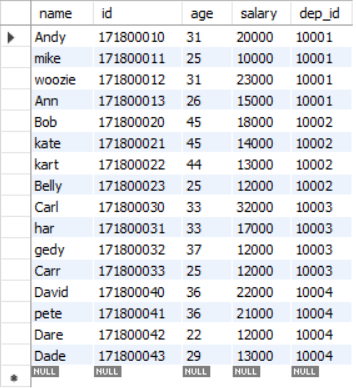 name id age salary dep_id
Andy 171800010 31 20000 10001
mike 171800011 25 10000 10001
woozie 171800012 31 23000 10001
Ann 171800013 26 15000 10001
Bob 171800020 45 18000 10002
kate 171800021 45 14000 10002
kart 171800022 44 13000 10002
Belly 171800023 25 12000 10002
Carl 171800030 33 32000 10003
har 171800031 33 17000 10003
gedy 171800032 37 12000 10003
Carr 171800033 25 12000 10003
David 171800040 36 22000 10004
pete 171800041 36 21000 10004
Dare 171800042 22 12000 10004
Dade 171800043 29 13000 10004
NULL NULL NULL NULL NULL